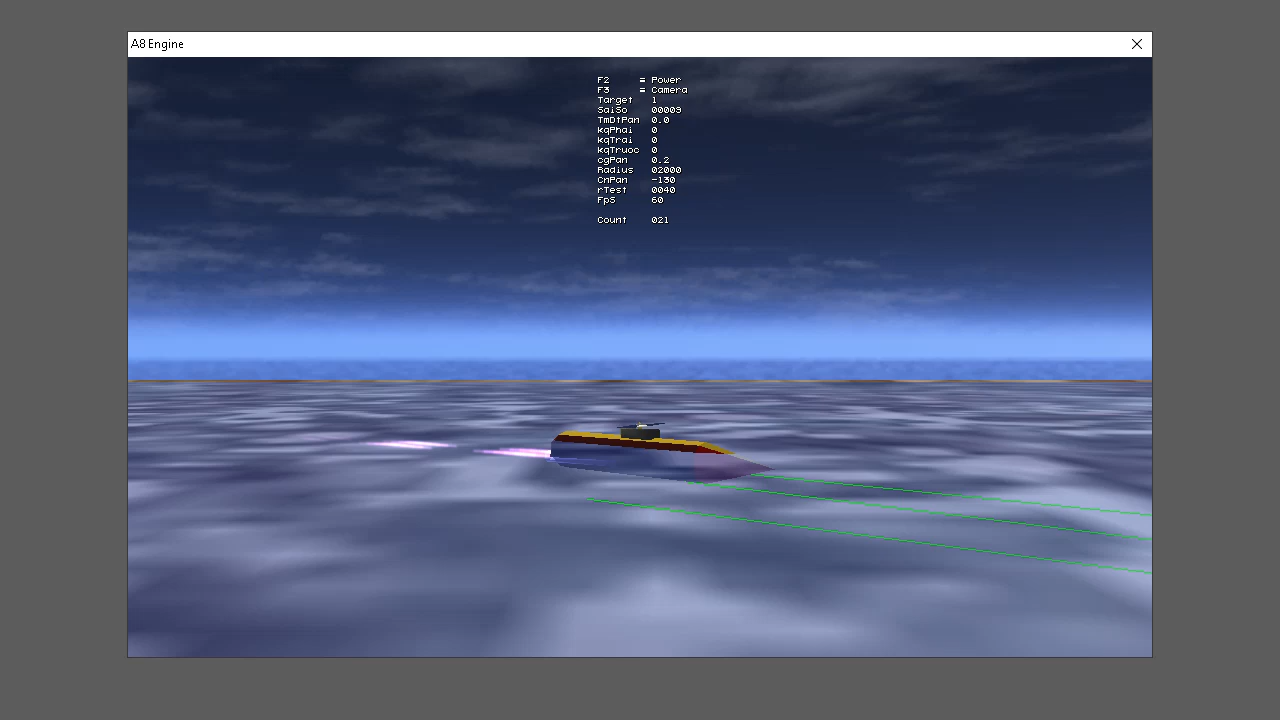 A8 Engine
F2 = Power
F3 = Camera
Target 1
SaiSo 00009
TmDtPan 0.0
kqPhai 0
kqTrai 0
kqTruoc 0
cgPan 0.2
Radius 02000
CnPan -130
rTest 0040
FpS 60
Count 021